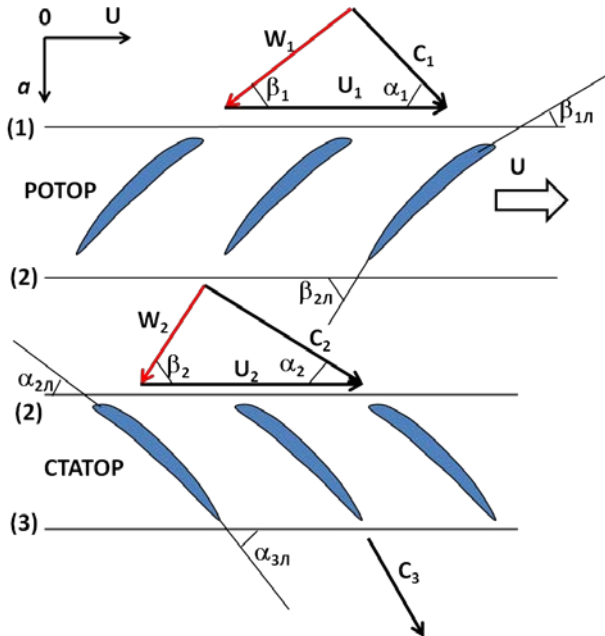 0 U
a
W₁
C₁
β₁
U₁
α₁
β₁л
(1)
U
РОТОР
(2)
β₂л
W₂
C₂
β₂
U₂
α₂
α₂л
(2)
СТАТОР
(3)
α₃л
C₃